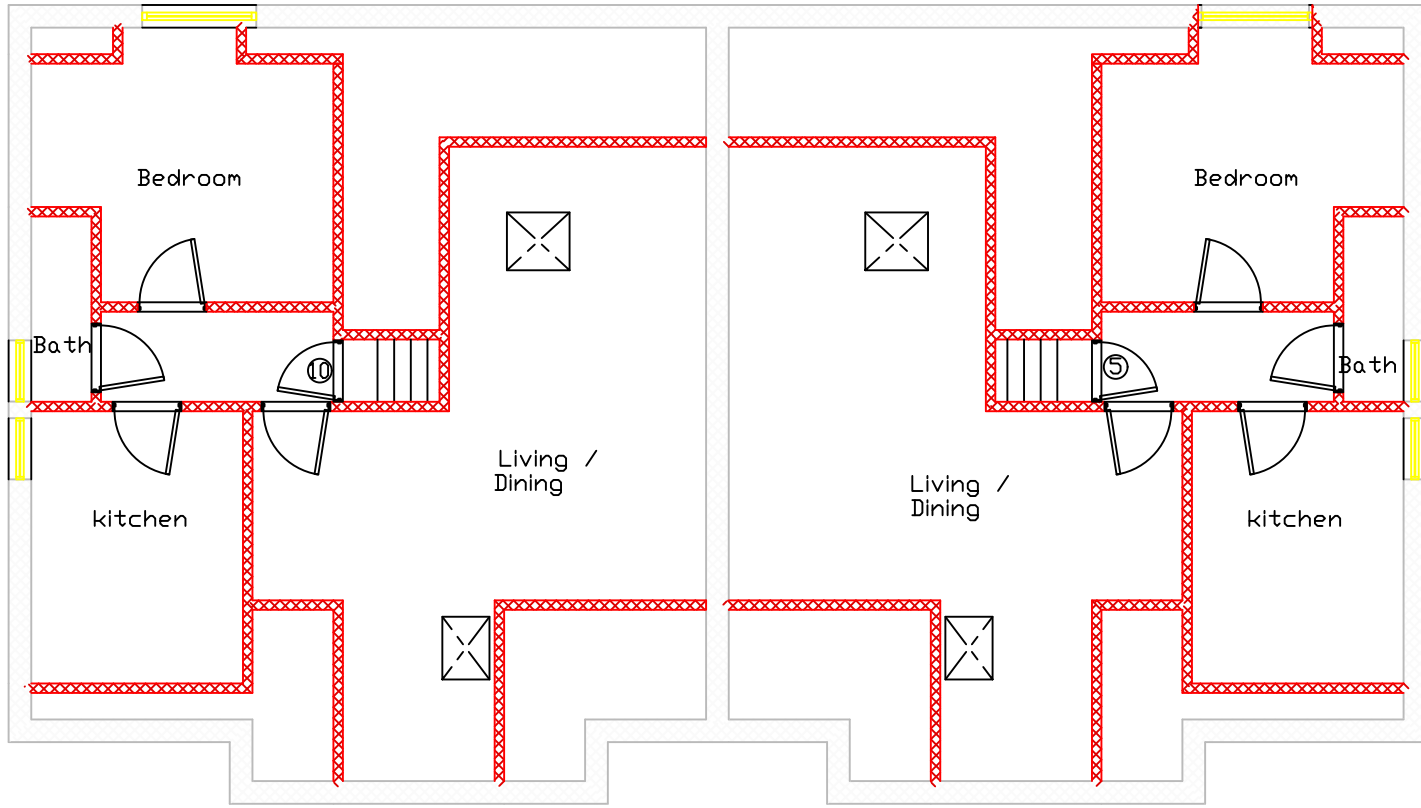 Bedroom
Bedroom
Bath
10
5
Bath
Living /
Dining
Living /
Dining
kitchen
kitchen